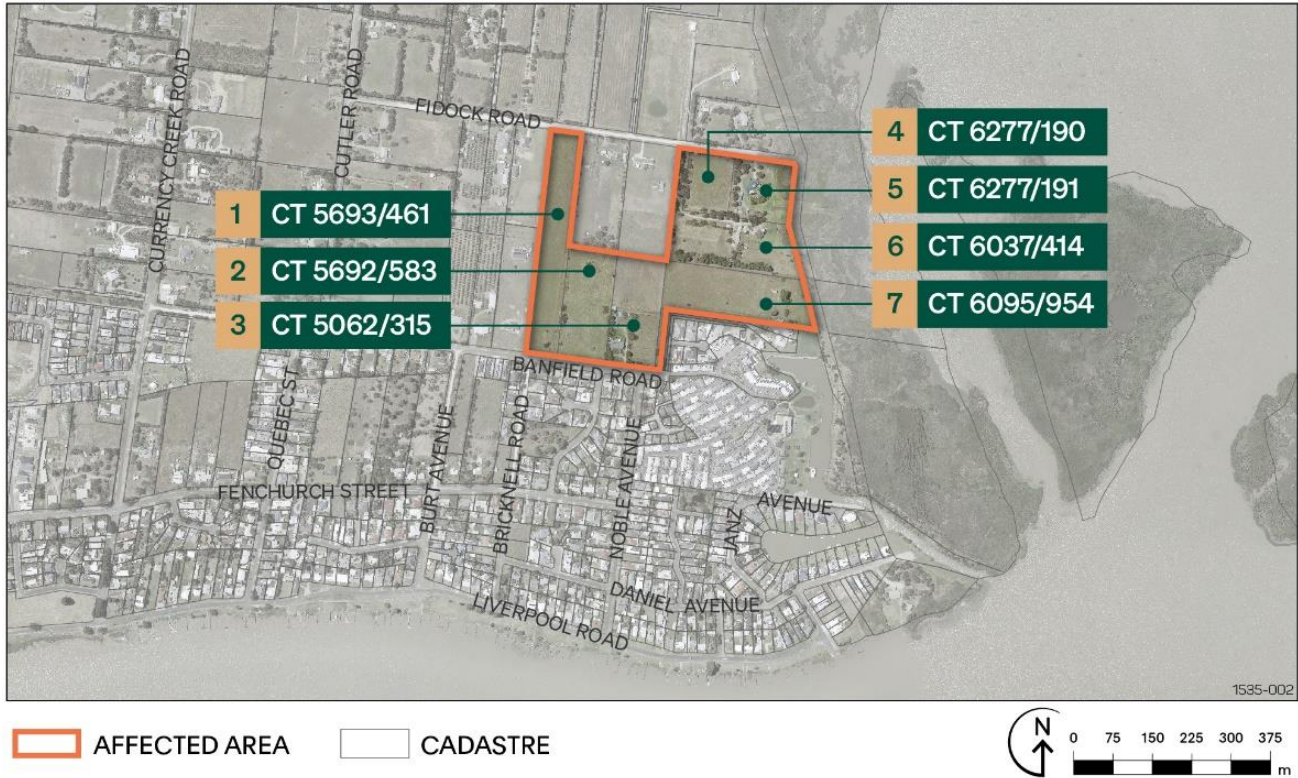 CURRENCY CREEK ROAD
CUTLER ROAD
FIDOCK ROAD
1 CT 5693/461
2 CT 5692/583
3 CT 5062/315
4 CT 6277/190
5 CT 6277/191
6 CT 6037/414
7 CT 6095/954
BANFIELD ROAD
QUEBEC ST
BURT AVENUE
BRICKNELL ROAD
NOBLE AVENUE
FENCHURCH STREET
JANZ
AVENUE
DANIEL AVENUE
LIVERPOOL ROAD
1535-002
AFFECTED AREA
CADASTRE
N
0 75 150 225 300 375
m